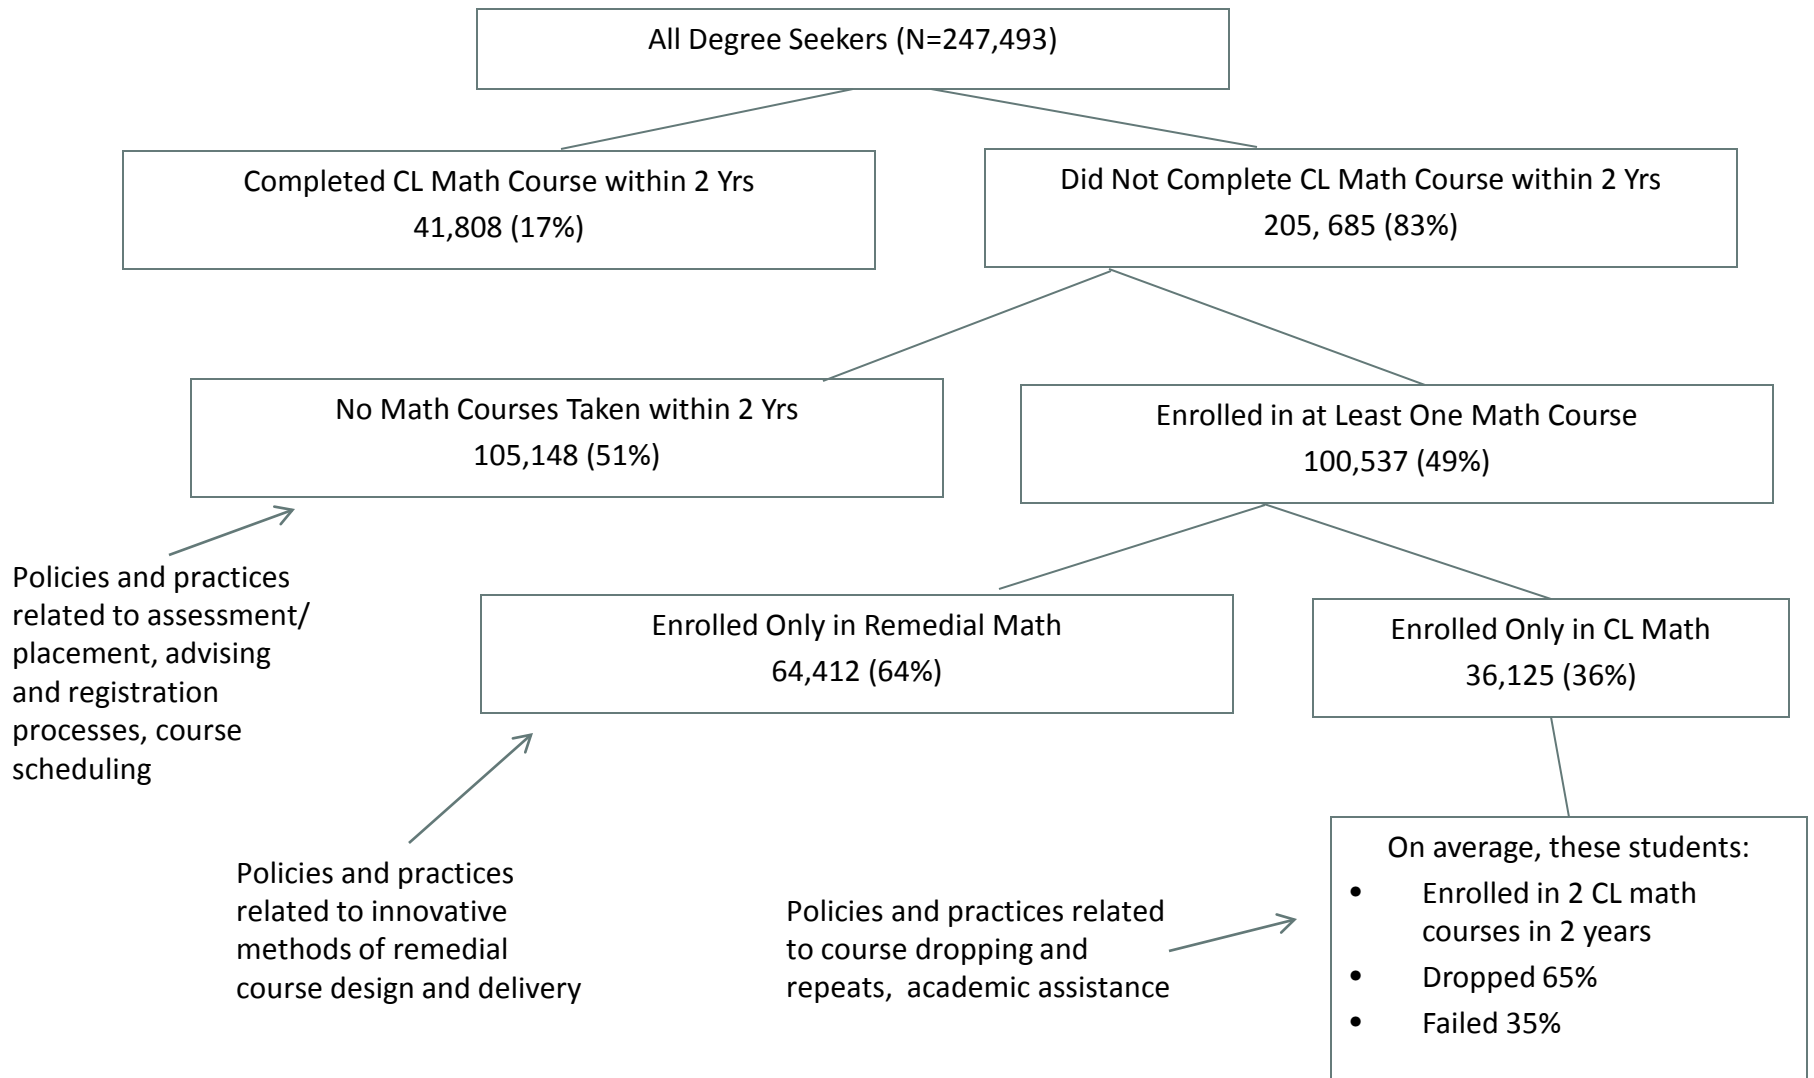 All Degree Seekers (N=247,493)
Completed CL Math Course within 2 Yrs
41,808 (17%)
Did Not Complete CL Math Course within 2 Yrs
205, 685 (83%)
No Math Courses Taken within 2 Yrs
105,148 (51%)
Enrolled in at Least One Math Course
100,537 (49%)
Policies and practices
related to assessment/
placement, advising
and registration
processes, course
scheduling
Enrolled Only in Remedial Math
64,412 (64%)
Enrolled Only in CL Math
36,125 (36%)
Policies and practices
related to innovative
methods of remedial
course design and delivery
Policies and practices related
to course dropping and
repeats, academic assistance
On average, these students:
• Enrolled in 2 CL math
courses in 2 years
• Dropped 65%
• Failed 35%